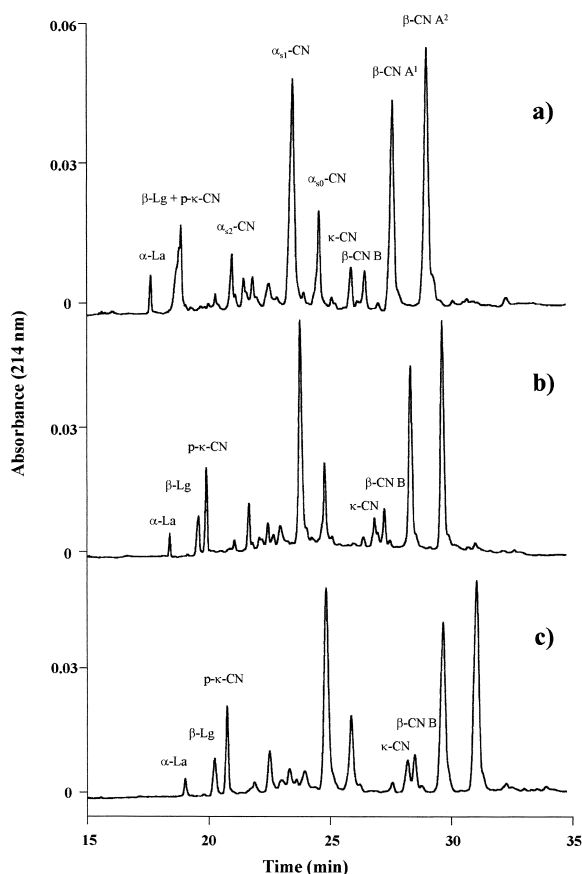 0.06
β-CN A²
αs1-CN
β-CN A¹
a)
0.03
αs0-CN
β-Lg + p-κ-CN
κ-CN
αs2-CN
β-CN B
α-La
0
Absorbance (214 nm)
b)
0.03
p-κ-CN
β-Lg
β-CN B
κ-CN
α-La
0
c)
0.03
p-κ-CN
β-Lg
β-CN B
κ-CN
α-La
0
15 20 25 30 35
Time (min)